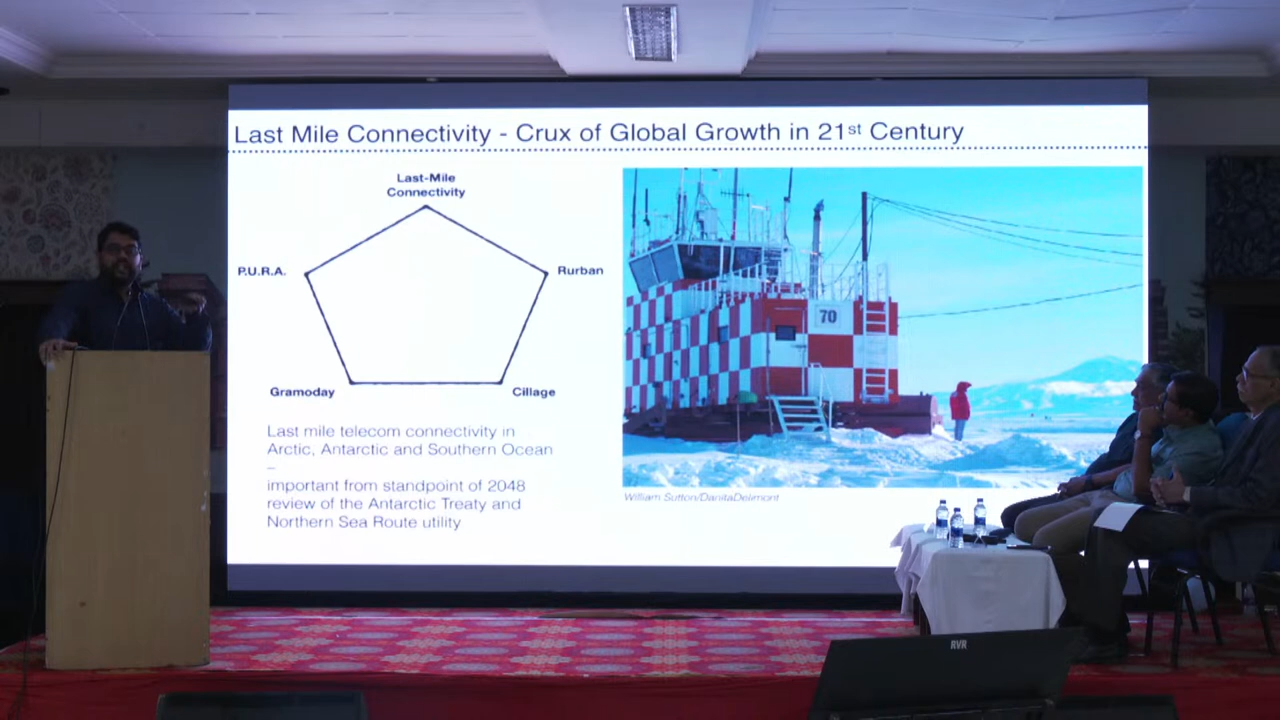 Last Mile Connectivity - Crux of Global Growth in 21st Century
Last-Mile
Connectivity
P.U.R.A.
Rurban
Gramoday
Cillage
Last mile telecom connectivity in
Arctic, Antarctic and Southern Ocean
–
important from standpoint of 2048
review of the Antarctic Treaty and
Northern Sea Route utility
70
William Sutton/DanitaDelimont
RVR